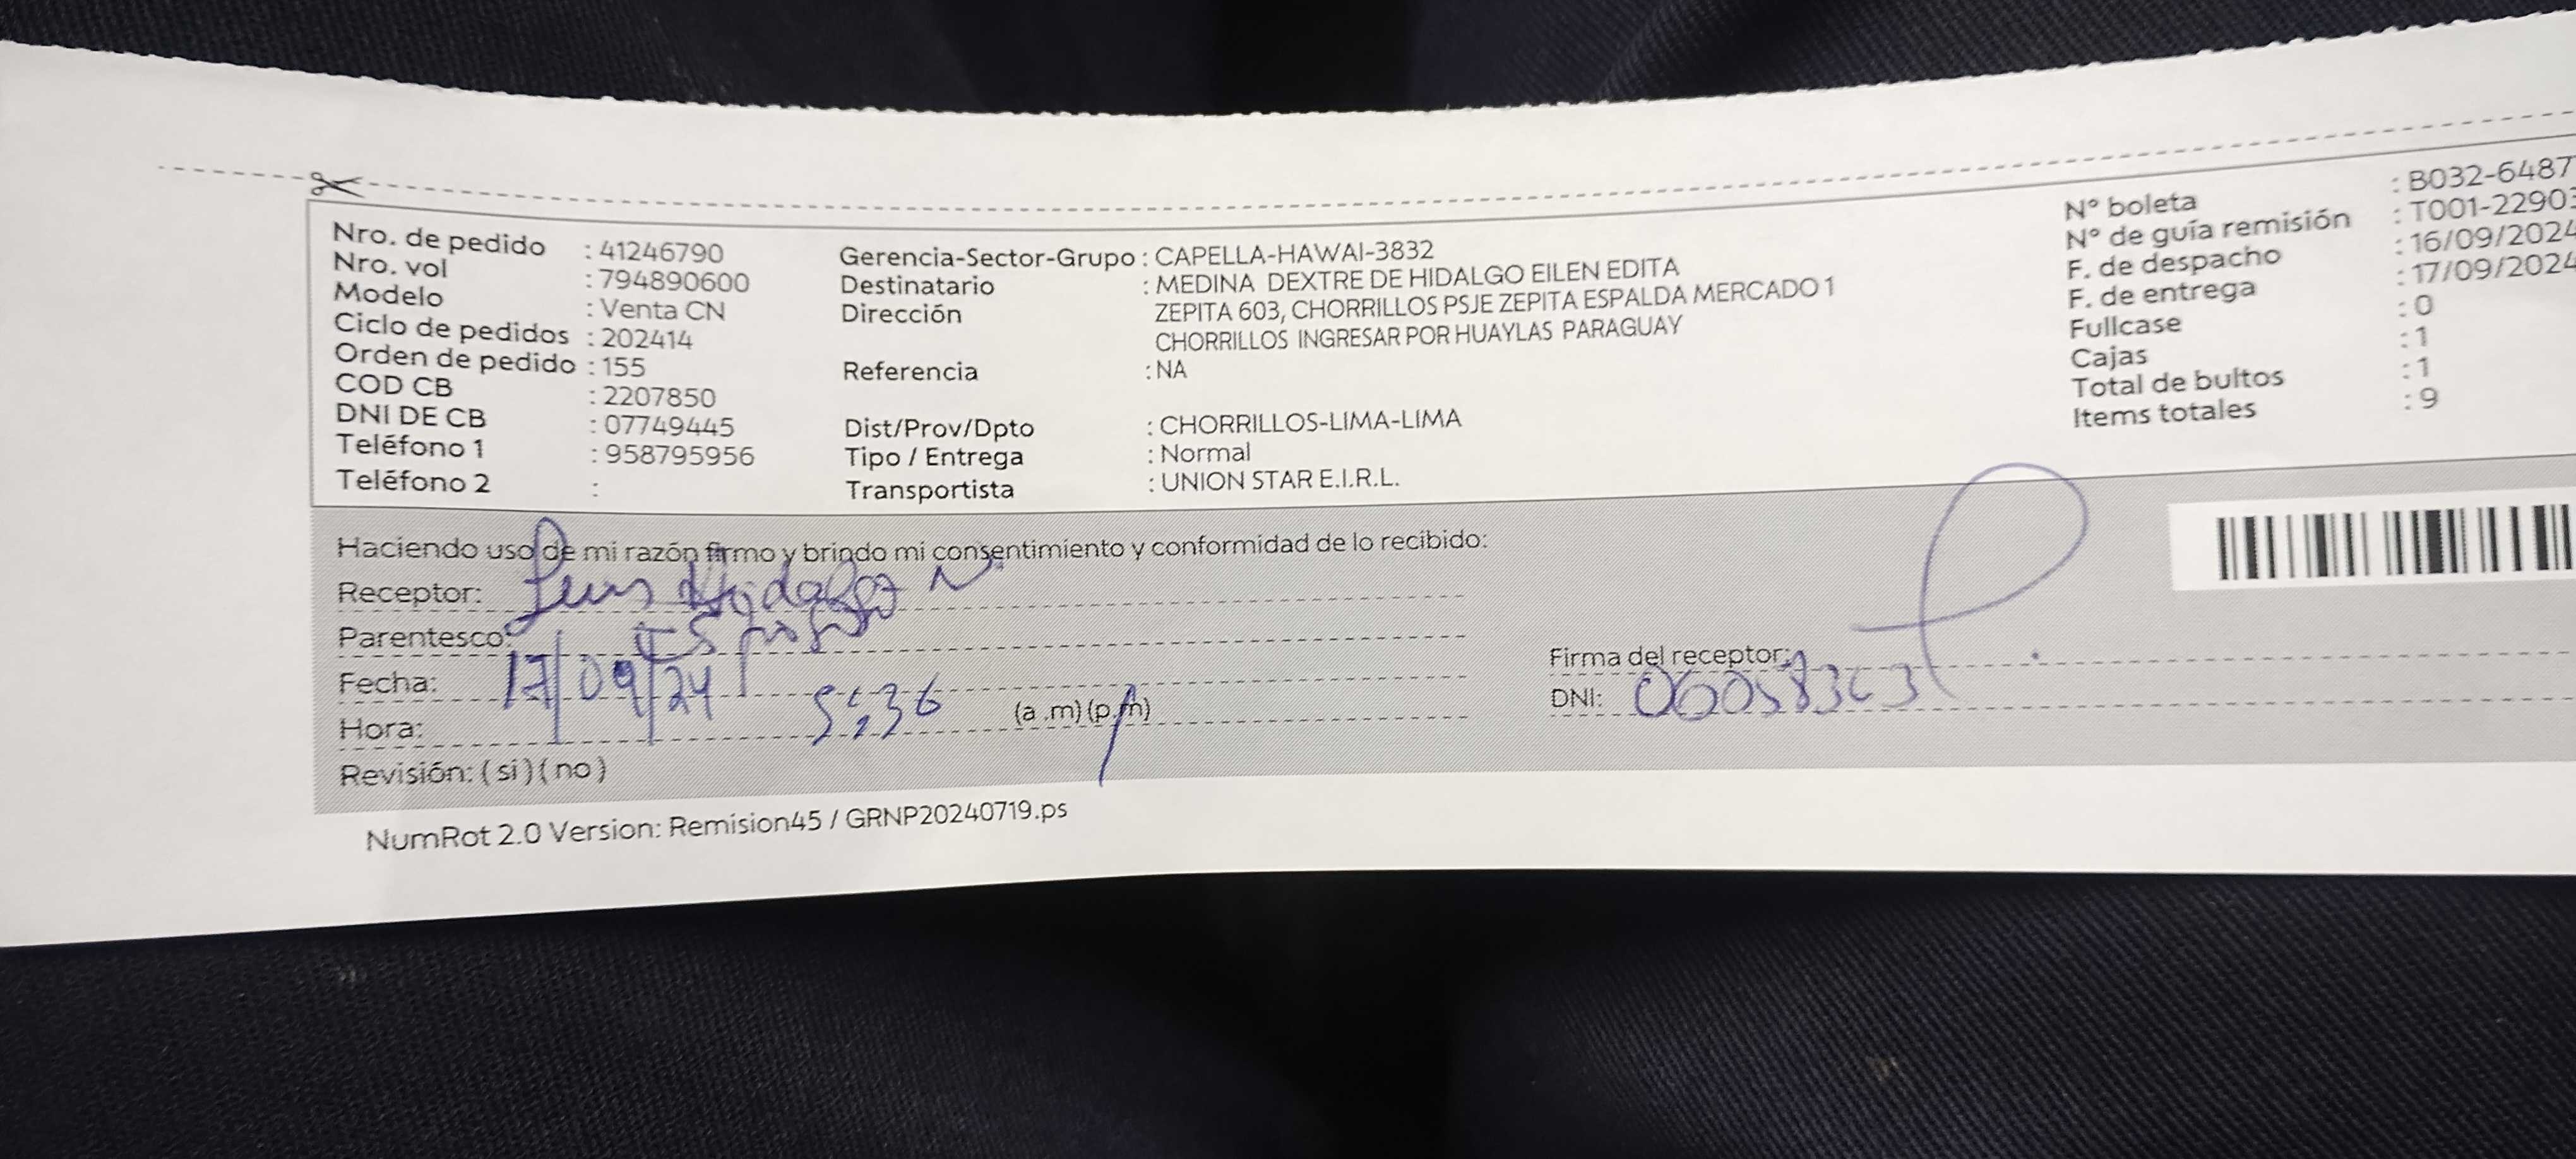 Nro. de pedido : 41246790
Nro. vol : 794890600
Modelo : Venta CN
Ciclo de pedidos : 202414
Orden de pedido : 155
COD CB : 2207850
DNI DE CB : 07749445
Teléfono 1 : 958795956
Teléfono 2 :
Gerencia-Sector-Grupo : CAPELLA-HAWAI-3832
Destinatario : MEDINA DEXTRE DE HIDALGO EILEN EDITA
Dirección ZEPITA 603, CHORRILLOS PSJE ZEPITA ESPALDA MERCADO 1
CHORRILLOS INGRESAR POR HUAYLAS PARAGUAY
Referencia : NA
Dist/Prov/Dpto : CHORRILLOS-LIMA-LIMA
Tipo / Entrega : Normal
Transportista : UNION STAR E.I.R.L.
N° boleta : B032-6487
N° de guía remisión : T001-2290
F. de despacho : 16/09/2024
F. de entrega : 17/09/2024
Fullcase : 0
Cajas : 1
Total de bultos : 1
Items totales : 9
Haciendo uso de mi razón firmo y brindo mi consentimiento y conformidad de lo recibido:
Receptor: Luis Hidalgo N.
Parentesco: Esposo
Fecha: 17/09/24
Hora: 5:36 (a .m) (p.m)
Revisión: ( si ) ( no )
Firma del receptor:
DNI:
NumRot 2.0 Version: Remision45 / GRNP20240719.ps